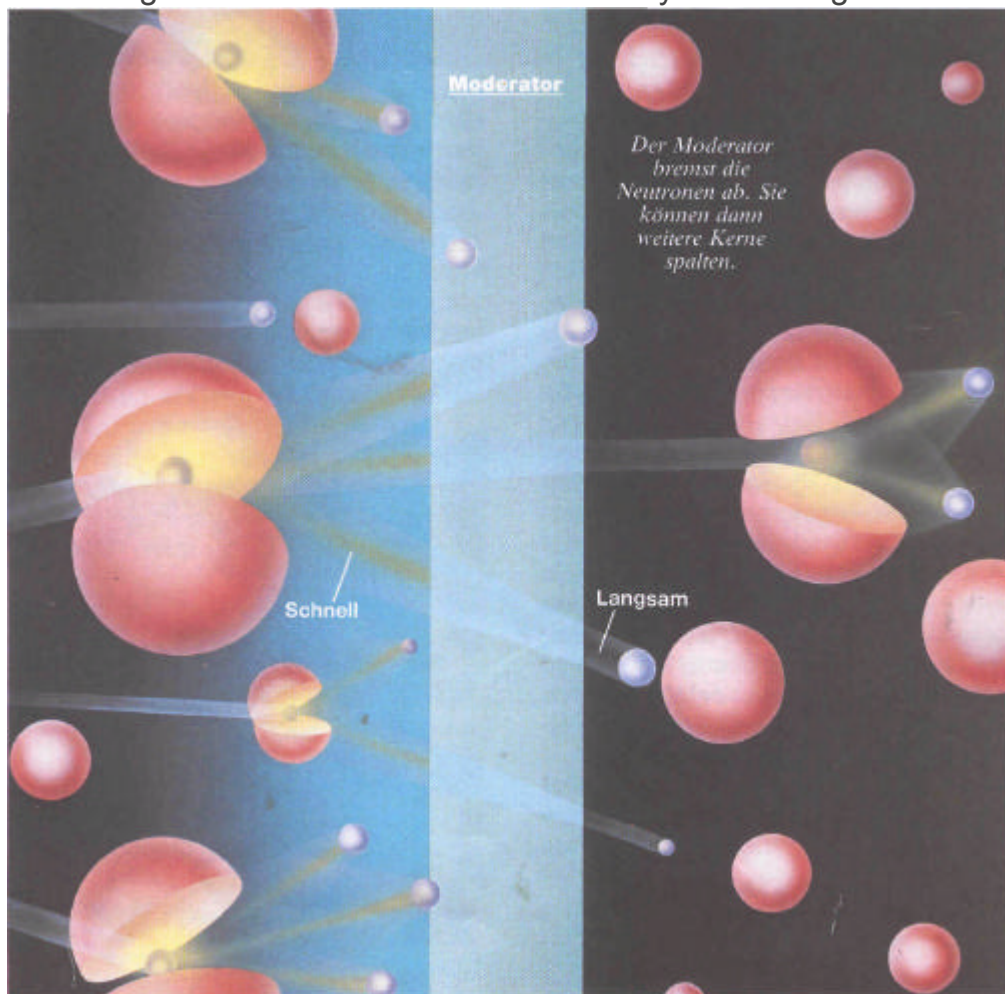 Moderator
Der Moderator
bremst die
Neutronen ab. Sie
können dann
weitere Kerne
spalten.
Schnell
Langsam